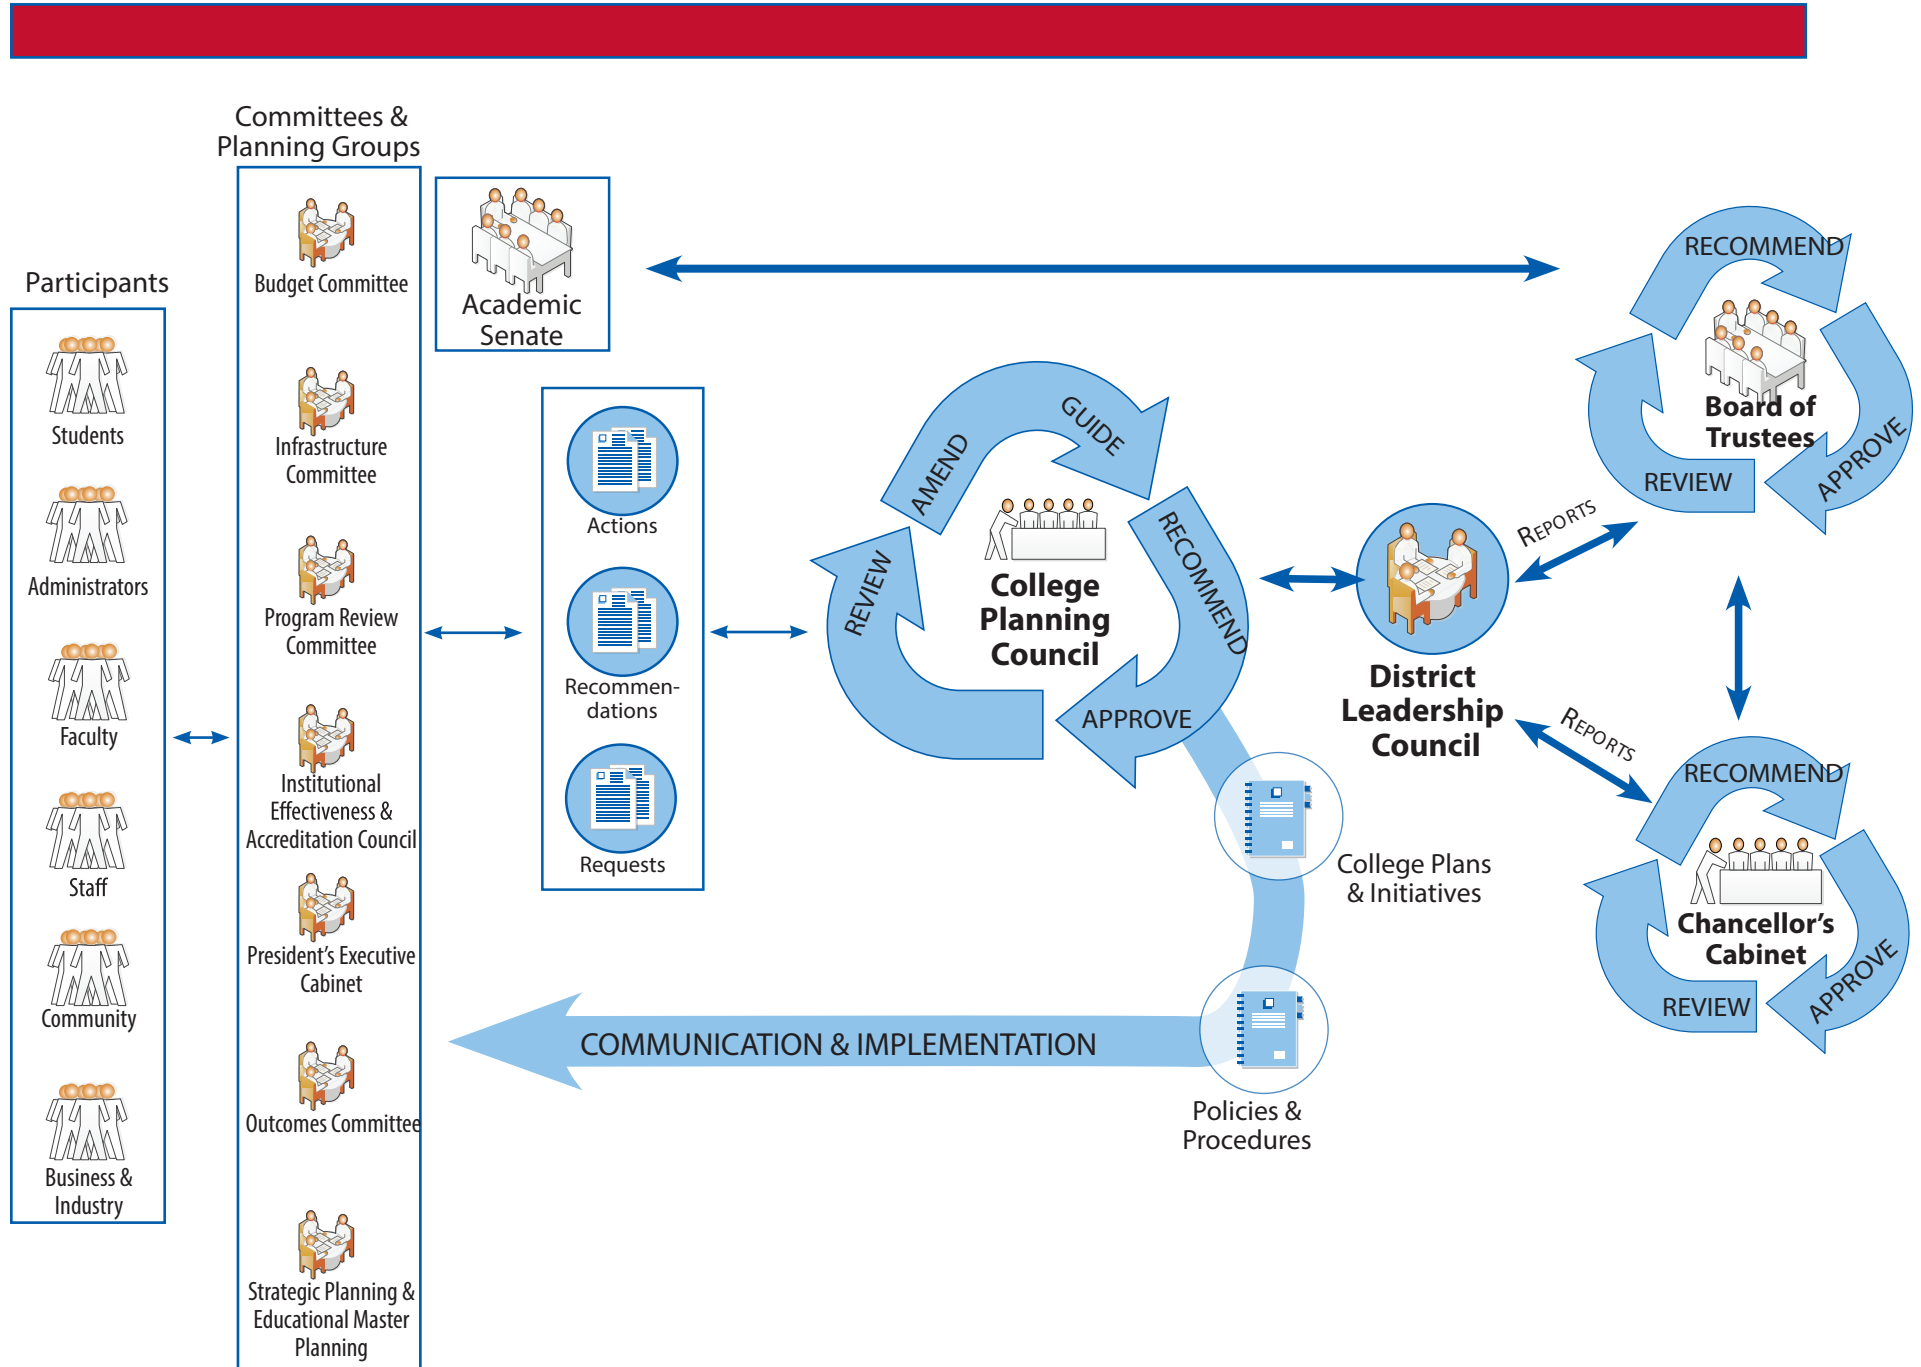 Committees &
Planning Groups
Participants
Students
Administrators
Faculty
Staff
Community
Business &
Industry
Budget Committee
Infrastructure
Committee
Program Review
Committee
Institutional
Effectiveness &
Accreditation Council
President’s Executive
Cabinet
Outcomes Committee
Strategic Planning &
Educational Master
Planning
Academic
Senate
Actions
Recommen-
dations
Requests
REVIEW
AMEND
GUIDE
RECOMMEND
APPROVE
College
Planning
Council
District
Leadership
Council
REPORTS
REPORTS
RECOMMEND
APPROVE
REVIEW
Board of
Trustees
RECOMMEND
APPROVE
REVIEW
Chancellor’s
Cabinet
College Plans
& Initiatives
Policies &
Procedures
COMMUNICATION & IMPLEMENTATION